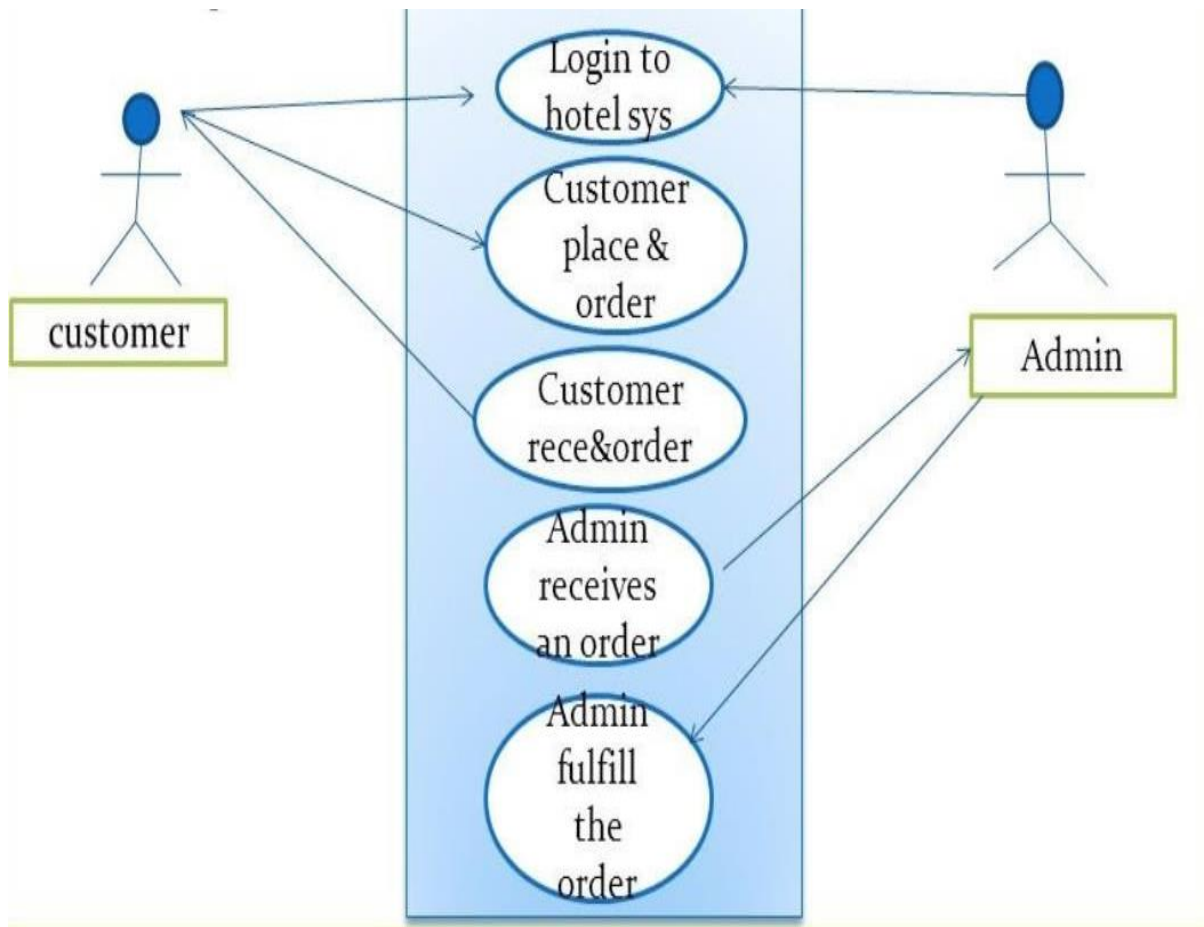 Login to
hotel sys
Customer
place &
order
customer
Customer
rece&order
Admin
Admin
receives
an order
Admin
fulfill
the
order